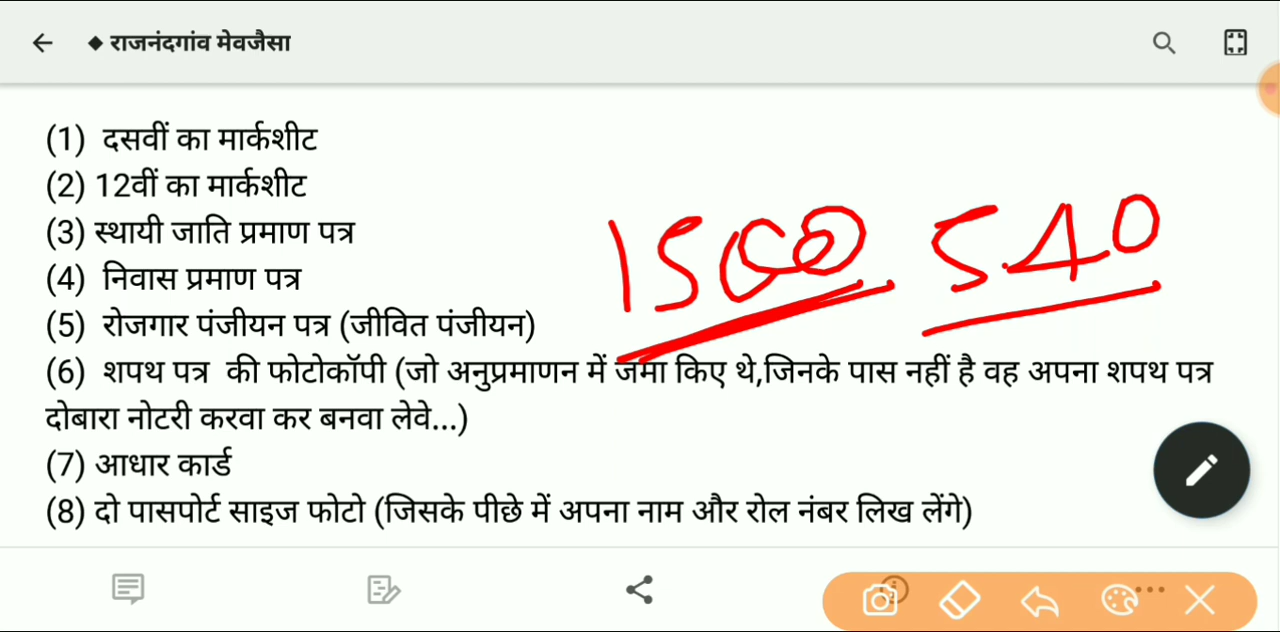 ◆ राजनंदगांव मेवजैसा
(1) दसवीं का मार्कशीट
(2) 12वीं का मार्कशीट
(3) स्थायी जाति प्रमाण पत्र
(4) निवास प्रमाण पत्र
1500 540
(5) रोजगार पंजीयन पत्र (जीवित पंजीयन)
(6) शपथ पत्र की फोटोकॉपी (जो अनुप्रमाणन में जमा किए थे,जिनके पास नहीं है वह अपना शपथ पत्र
दोबारा नोटरी करवा कर बनवा लेवे...)
(7) आधार कार्ड
(8) दो पासपोर्ट साइज फोटो (जिसके पीछे में अपना नाम और रोल नंबर लिख लेंगे)